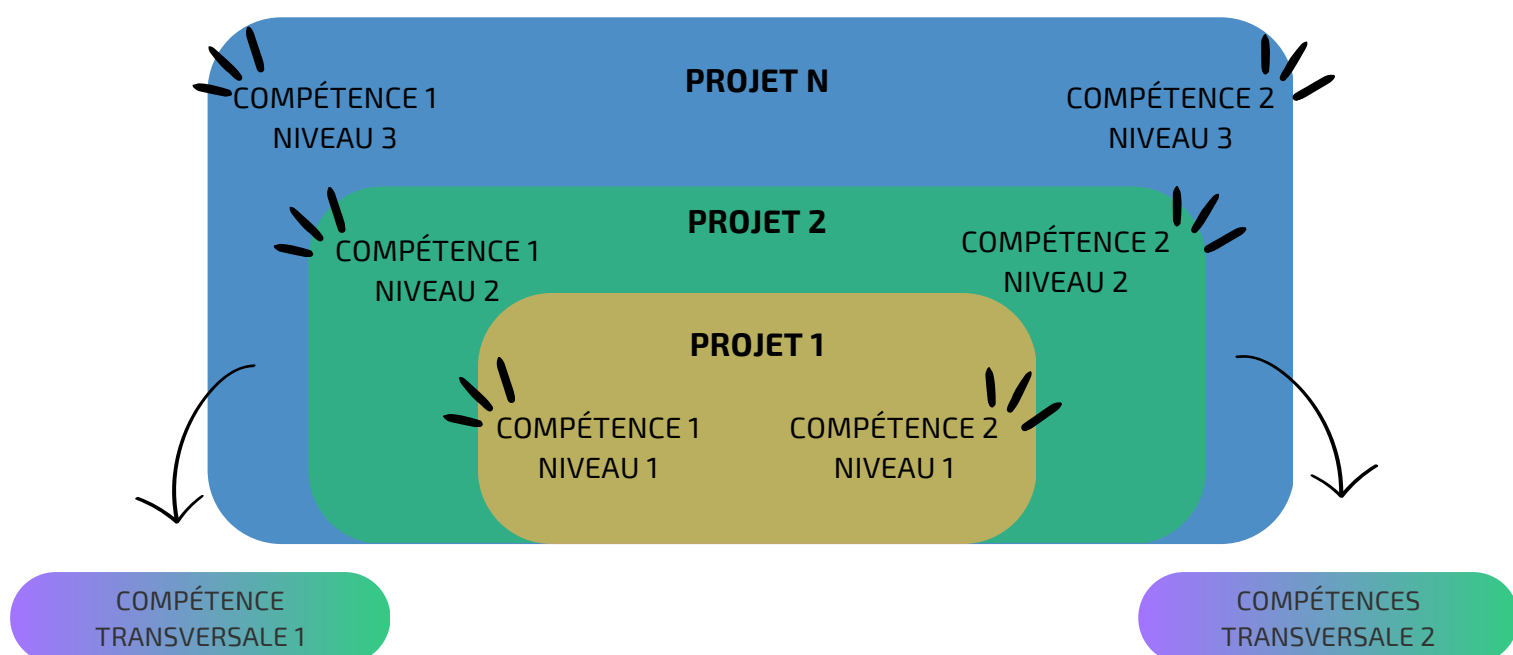 PROJET N
COMPÉTENCE 1
NIVEAU 3
COMPÉTENCE 2
NIVEAU 3
PROJET 2
COMPÉTENCE 1
NIVEAU 2
COMPÉTENCE 2
NIVEAU 2
PROJET 1
COMPÉTENCE 1
NIVEAU 1
COMPÉTENCE 2
NIVEAU 1
COMPÉTENCE
TRANSVERSALE 1
COMPÉTENCES
TRANSVERSALE 2